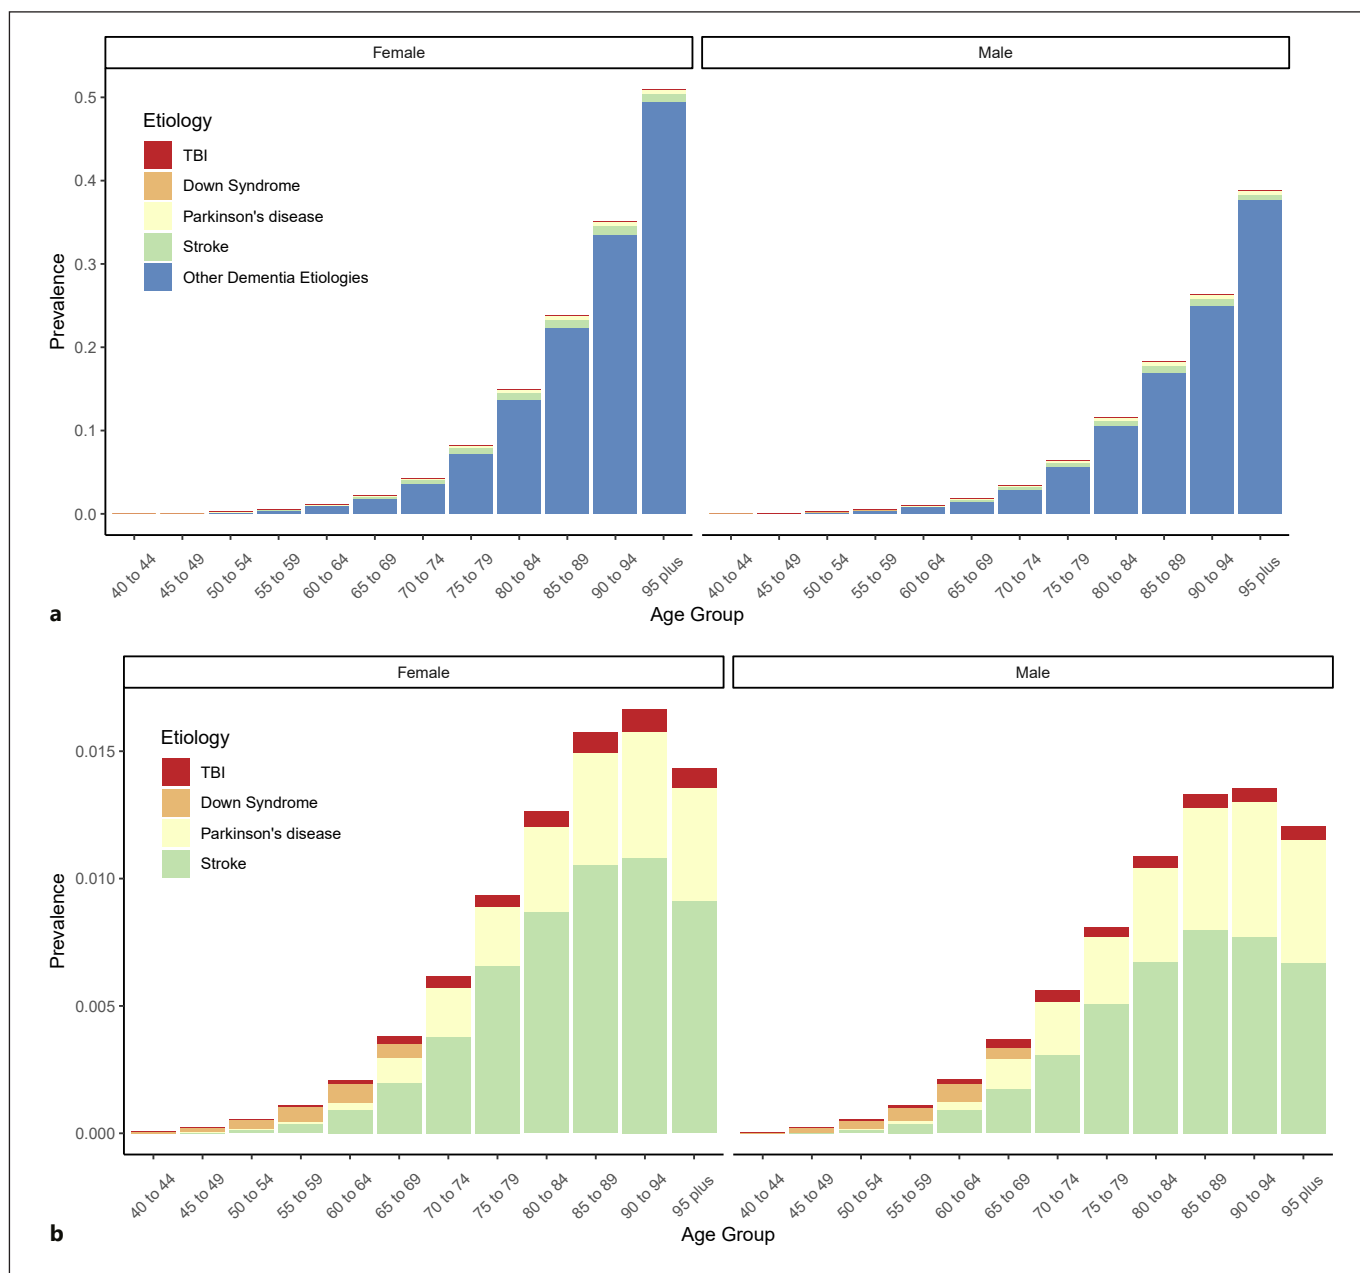 Female
Male
Etiology
TBI
Down Syndrome
Parkinson's disease
Stroke
Other Dementia Etiologies
Prevalence
0.5
0.4
0.3
0.2
0.1
0.0
40 to 44
45 to 49
50 to 54
55 to 59
60 to 64
65 to 69
70 to 74
75 to 79
80 to 84
85 to 89
90 to 94
95 plus
40 to 44
45 to 49
50 to 54
55 to 59
60 to 64
65 to 69
70 to 74
75 to 79
80 to 84
85 to 89
90 to 94
95 plus
Age Group
a
Female
Male
Etiology
TBI
Down Syndrome
Parkinson's disease
Stroke
Prevalence
0.015
0.010
0.005
0.000
40 to 44
45 to 49
50 to 54
55 to 59
60 to 64
65 to 69
70 to 74
75 to 79
80 to 84
85 to 89
90 to 94
95 plus
40 to 44
45 to 49
50 to 54
55 to 59
60 to 64
65 to 69
70 to 74
75 to 79
80 to 84
85 to 89
90 to 94
95 plus
Age Group
b